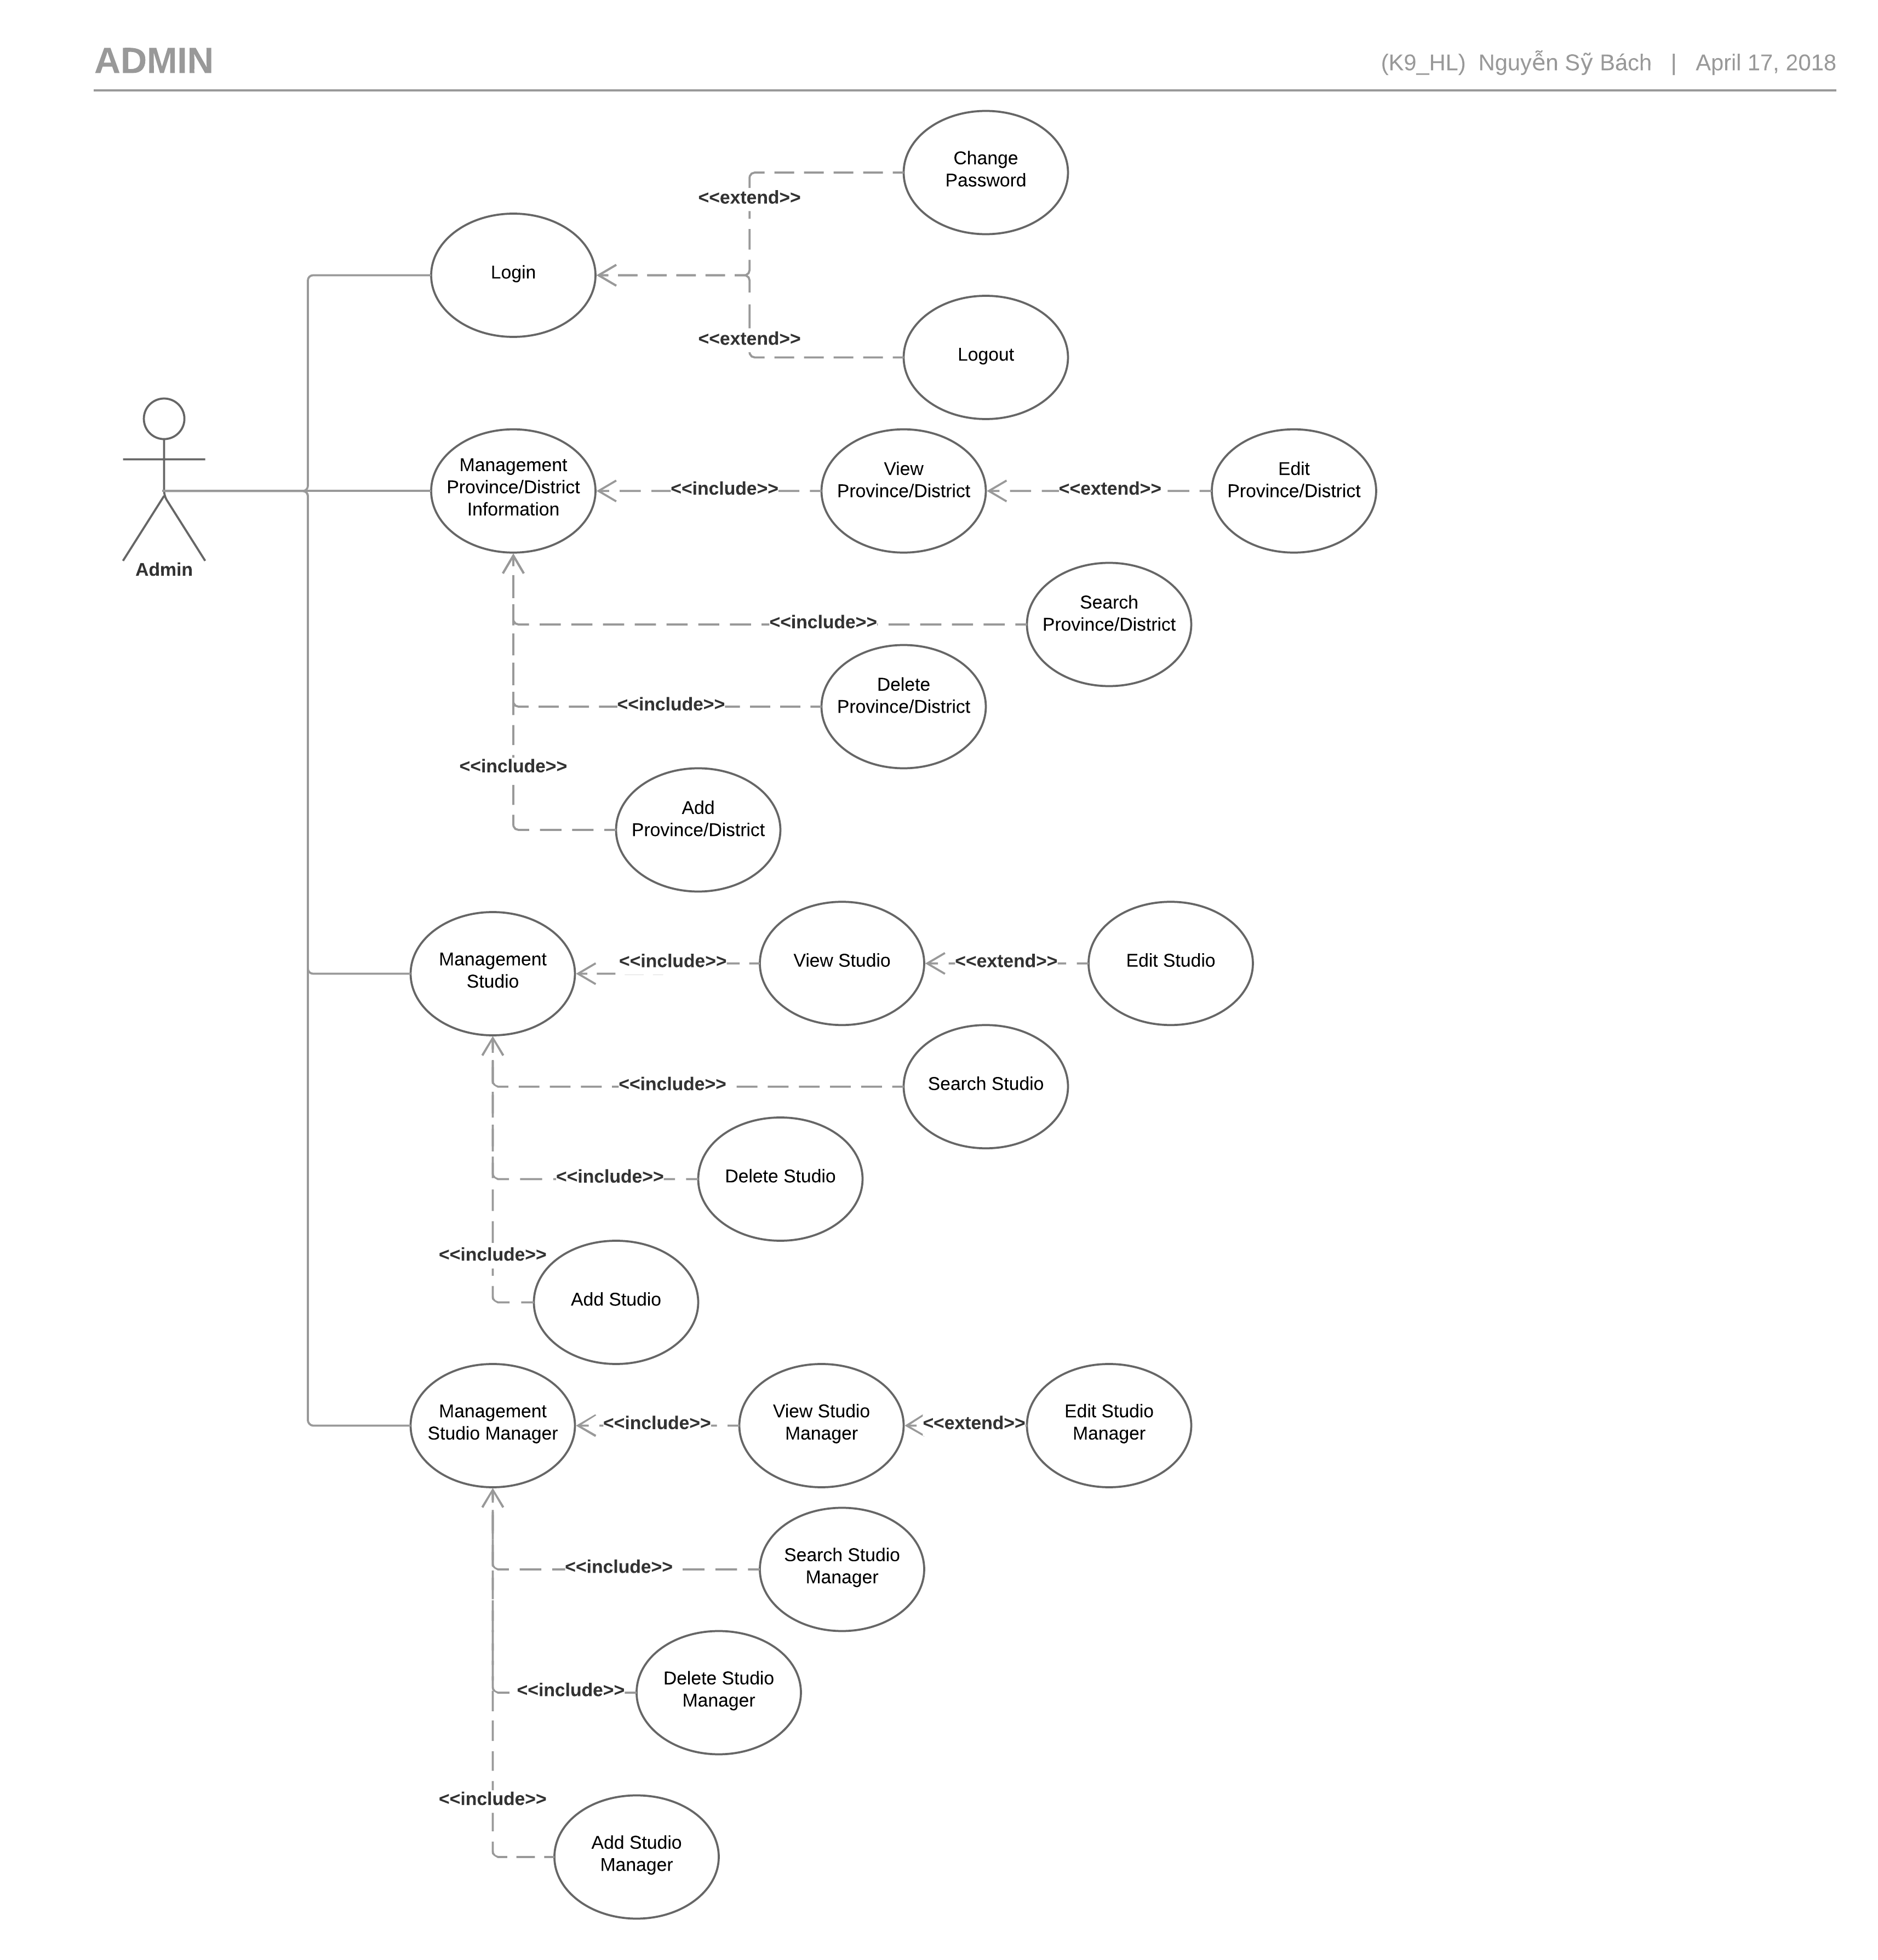 ADMIN
(K9_HL)  Nguyễn Sỹ Bách   |   April 17, 2018
Change
Password
<<extend>>
Login
<<extend>>
Logout
Management
Province/District
Information
<<include>>
View
Province/District
<<extend>>
Edit
Province/District
Admin
Search
Province/District
<<include>>
Delete
Province/District
<<include>>
<<include>>
Add
Province/District
Management
Studio
<<include>>
View Studio
<<extend>>
Edit Studio
<<include>>
Search Studio
<<include>>
Delete Studio
<<include>>
Add Studio
Management
Studio Manager
<<include>>
View Studio
Manager
<<extend>>
Edit Studio
Manager
<<include>>
Search Studio
Manager
<<include>>
Delete Studio
Manager
<<include>>
Add Studio
Manager